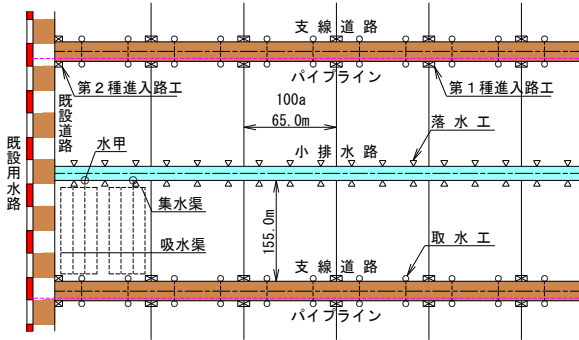 支線道路
パイプライン
第２種進入路工
第１種進入路工
既設道路
100a
65.0m
水甲
落水工
小排水路
既設用水路
集水渠
155.0m
吸水渠
取水工
支線道路
パイプライン